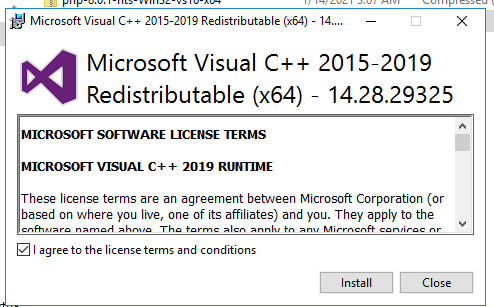 php-8.0.1-nts-Win32-vs16-x64 1/14/2021 3:07 AM Compressed (
Microsoft Visual C++ 2015-2019 Redistributable (x64) - 14....
Microsoft Visual C++ 2015-2019
Redistributable (x64) - 14.28.29325
MICROSOFT SOFTWARE LICENSE TERMS
MICROSOFT VISUAL C++ 2019 RUNTIME
These license terms are an agreement between Microsoft Corporation (or
based on where you live, one of its affiliates) and you. They apply to the
software named above. The terms also apply to any Microsoft services or
I agree to the license terms and conditions
Install Close